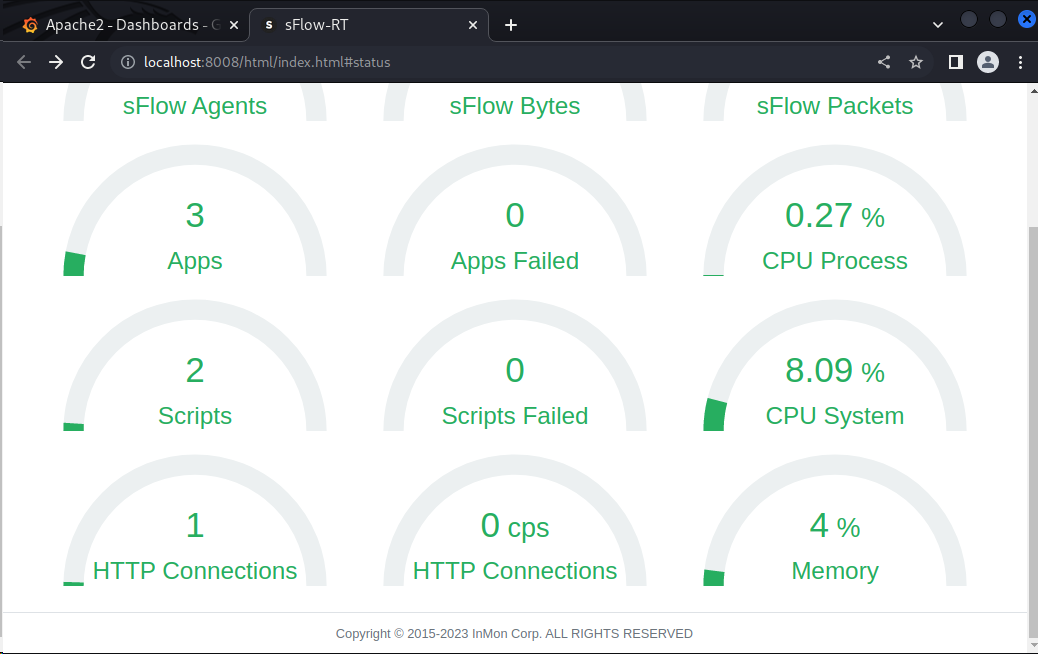 Apache2 - Dashboards - G
s sFlow-RT
localhost:8008/html/index.html#status
sFlow Agents
sFlow Bytes
sFlow Packets
3
0
0.27 %
Apps
Apps Failed
CPU Process
2
0
8.09 %
Scripts
Scripts Failed
CPU System
1
0 cps
4 %
HTTP Connections
HTTP Connections
Memory
Copyright © 2015-2023 InMon Corp. ALL RIGHTS RESERVED